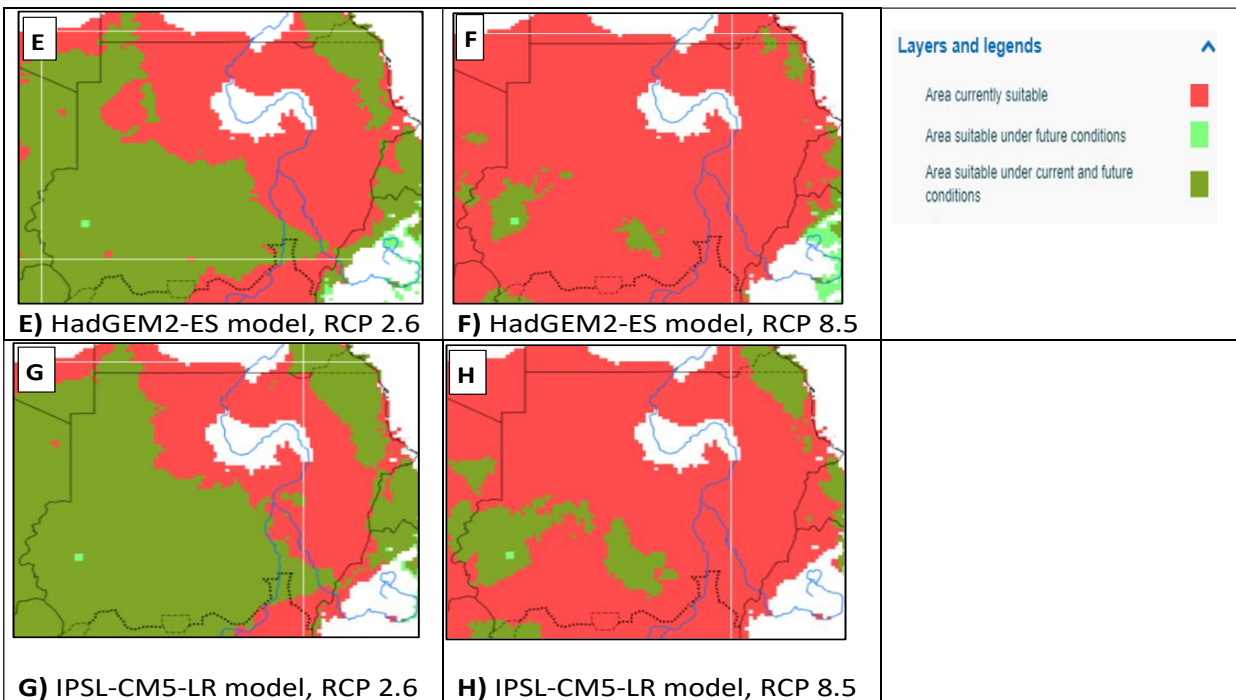 E
F
Layers and legends
Area currently suitable
Area suitable under future conditions
Area suitable under current and future
conditions
E) HadGEM2-ES model, RCP 2.6
F) HadGEM2-ES model, RCP 8.5
G
H
G) IPSL-CM5-LR model, RCP 2.6
H) IPSL-CM5-LR model, RCP 8.5